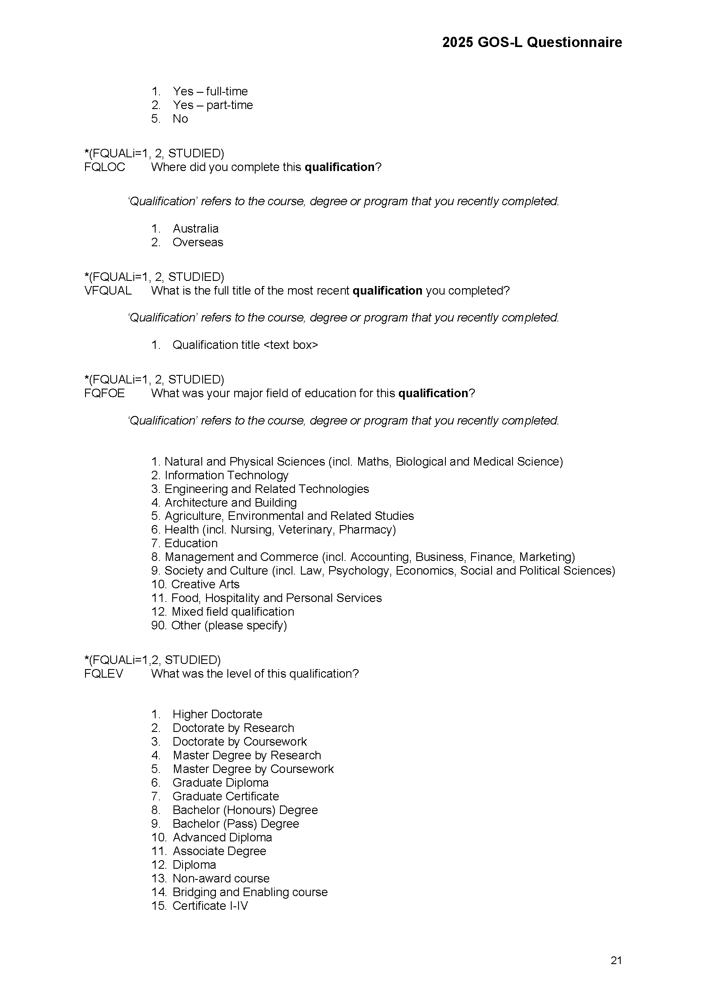 2025 GOS-L Questionnaire
1. Yes – full-time
2. Yes – part-time
5. No
*(FQUALi=1, 2, STUDIED)
FQLOC Where did you complete this qualification?
‘Qualification’ refers to the course, degree or program that you recently completed.
1. Australia
2. Overseas
*(FQUALi=1, 2, STUDIED)
VFQUAL What is the full title of the most recent qualification you completed?
‘Qualification’ refers to the course, degree or program that you recently completed.
1. Qualification title <text box>
*(FQUALi=1, 2, STUDIED)
FQFOE What was your major field of education for this qualification?
‘Qualification’ refers to the course, degree or program that you recently completed.
1. Natural and Physical Sciences (incl. Maths, Biological and Medical Science)
2. Information Technology
3. Engineering and Related Technologies
4. Architecture and Building
5. Agriculture, Environmental and Related Studies
6. Health (incl. Nursing, Veterinary, Pharmacy)
7. Education
8. Management and Commerce (incl. Accounting, Business, Finance, Marketing)
9. Society and Culture (incl. Law, Psychology, Economics, Social and Political Sciences)
10. Creative Arts
11. Food, Hospitality and Personal Services
12. Mixed field qualification
90. Other (please specify)
*(FQUALi=1,2, STUDIED)
FQLEV What was the level of this qualification?
1. Higher Doctorate
2. Doctorate by Research
3. Doctorate by Coursework
4. Master Degree by Research
5. Master Degree by Coursework
6. Graduate Diploma
7. Graduate Certificate
8. Bachelor (Honours) Degree
9. Bachelor (Pass) Degree
10. Advanced Diploma
11. Associate Degree
12. Diploma
13. Non-award course
14. Bridging and Enabling course
15. Certificate I-IV
21